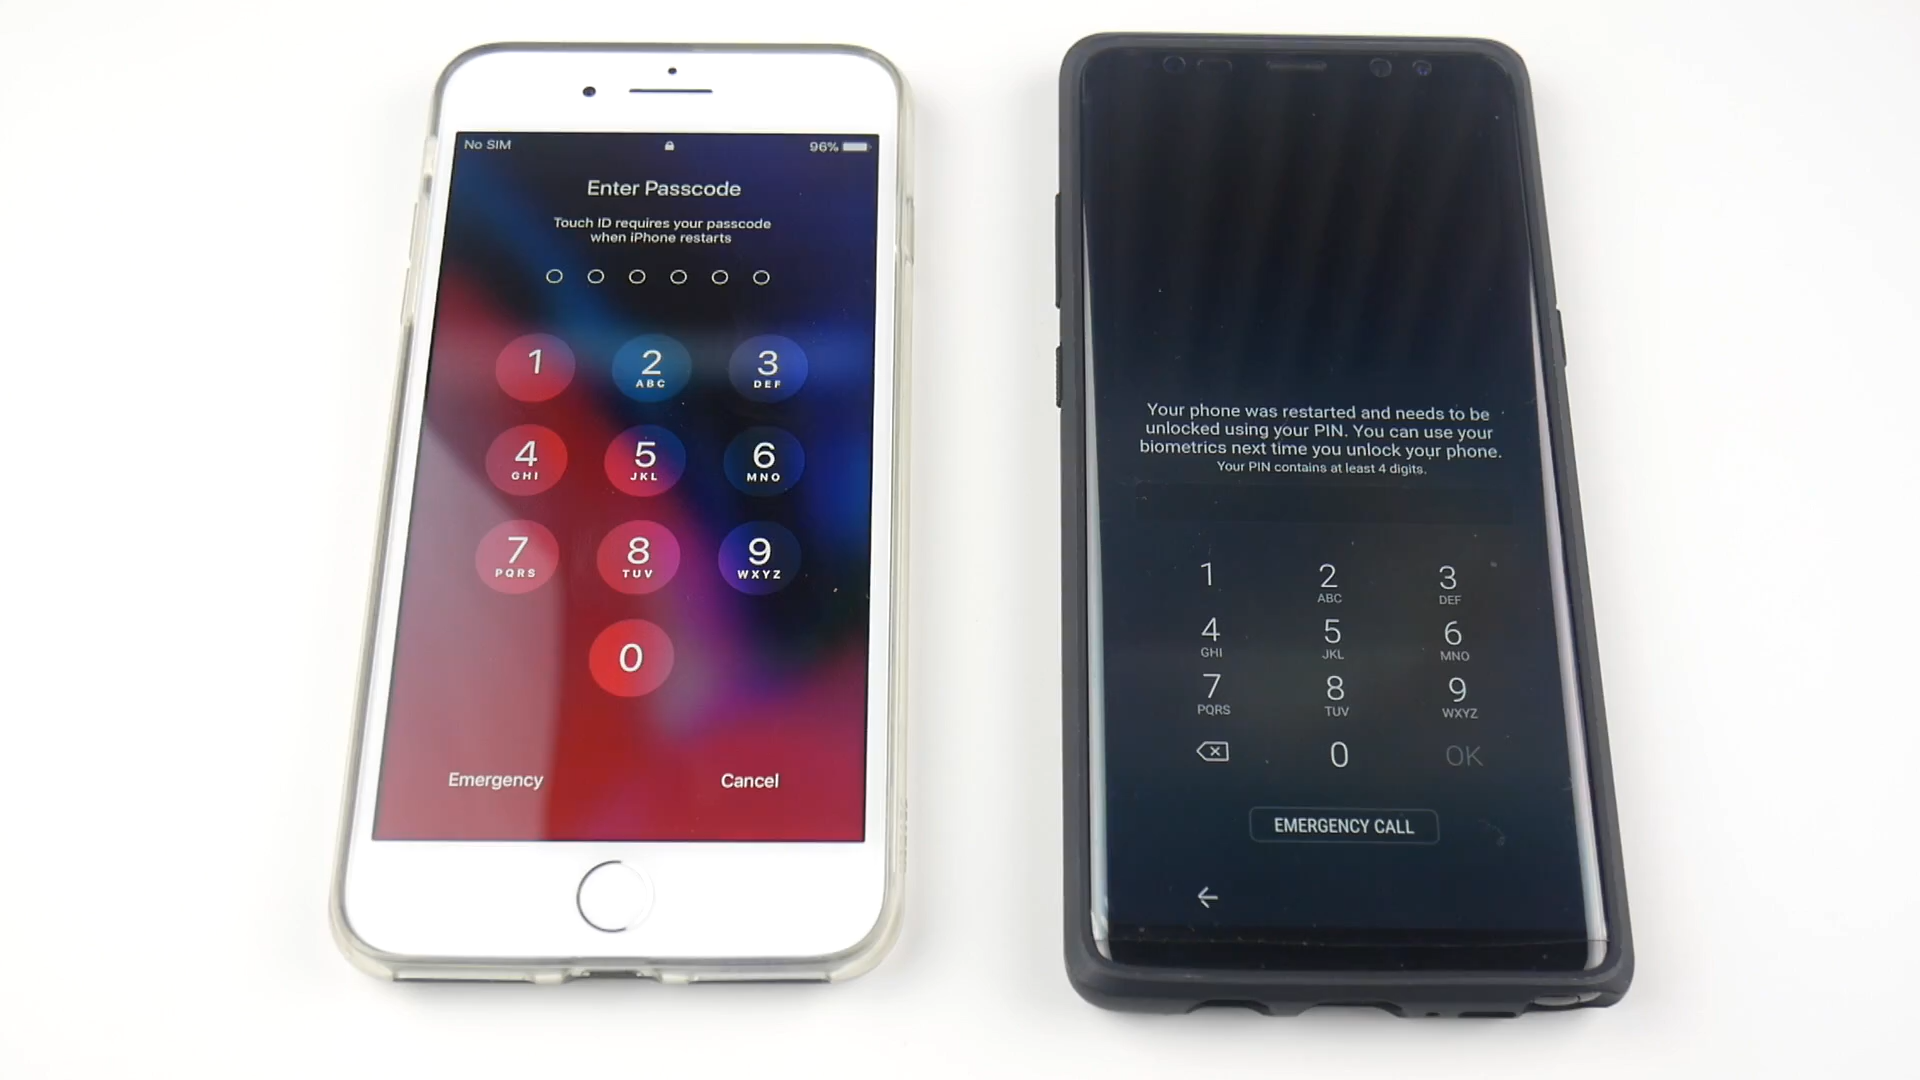 No SIM
96%
Enter Passcode
Touch ID requires your passcode
when iPhone restarts
1
2
3
ABC
DEF
4
5
6
GHI
JKL
MNO
7
8
9
PQRS
TUV
WXYZ
0
Emergency
Cancel
Your phone was restarted and needs to be
unlocked using your PIN. You can use your
biometrics next time you unlock your phone.
Your PIN contains at least 4 digits.
1
2
3
ABC
DEF
4
5
6
GHI
JKL
MNO
7
8
9
PQRS
TUV
WXYZ
0
OK
EMERGENCY CALL